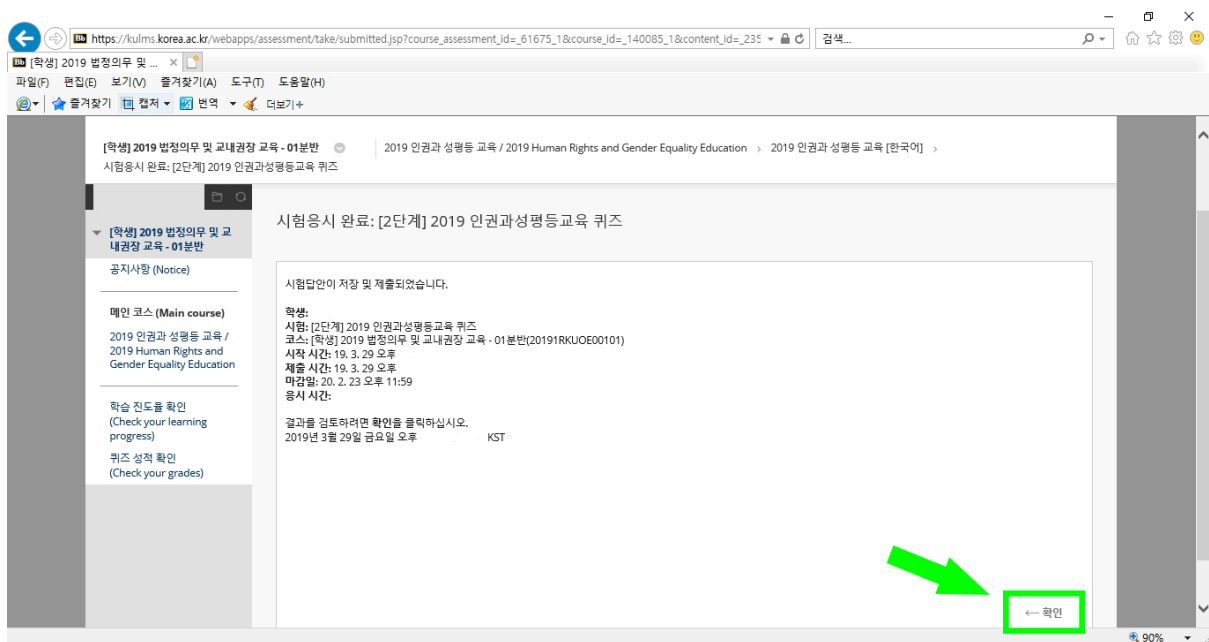 https://kulms.korea.ac.kr/webapps/assessment/take/submitted.jsp?course_assessment_id=_61675_1&course_id=_140085_1&content_id=_235
검색...
[학생] 2019 법정의무 및 ...
파일(F) 편집(E) 보기(V) 즐겨찾기(A) 도구(T) 도움말(H)
즐겨찾기 캡처 번역 더보기
[학생] 2019 법정의무 및 교내권장 교육 - 01분반 2019 인권과 성평등 교육 / 2019 Human Rights and Gender Equality Education › 2019 인권과 성평등 교육 [한국어] ›
시험응시 완료: [2단계] 2019 인권과성평등교육 퀴즈
[학생] 2019 법정의무 및 교
내권장 교육 - 01분반
공지사항 (Notice)
메인 코스 (Main course)
2019 인권과 성평등 교육 /
2019 Human Rights and
Gender Equality Education
학습 진도율 확인
(Check your learning
progress)
퀴즈 성적 확인
(Check your grades)
시험응시 완료: [2단계] 2019 인권과성평등교육 퀴즈
시험답안이 저장 및 제출되었습니다.
학생:
시험: [2단계] 2019 인권과성평등교육 퀴즈
코스: [학생] 2019 법정의무 및 교내권장 교육 - 01분반(20191RKUOE00101)
시작 시간: 19. 3. 29 오후
제출 시간: 19. 3. 29 오후
마감일: 20. 2. 23 오후 11:59
응시 시간:
결과를 검토하려면 확인을 클릭하십시오.
2019년 3월 29일 금요일 오후 KST
← 확인
90%